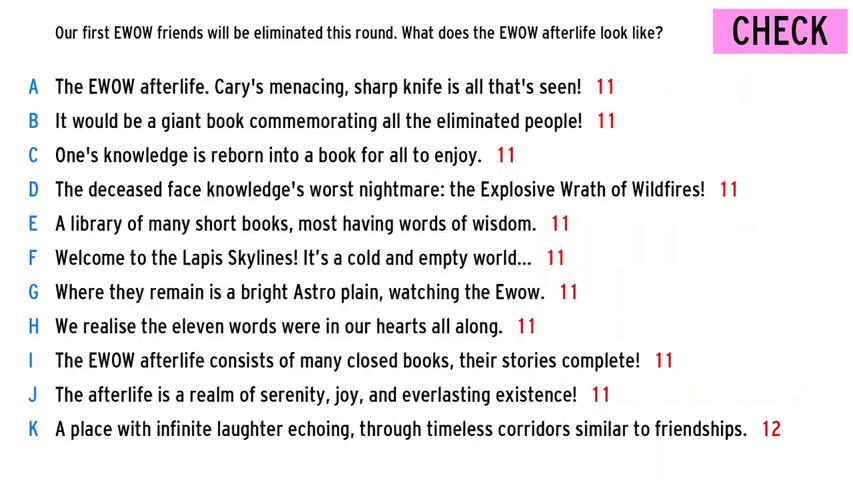 Our first EWOW friends will be eliminated this round. What does the EWOW afterlife look like?
CHECK
A The EWOW afterlife. Cary's menacing, sharp knife is all that's seen! 11
B It would be a giant book commemorating all the eliminated people! 11
C One's knowledge is reborn into a book for all to enjoy. 11
D The deceased face knowledge's worst nightmare: the Explosive Wrath of Wildfires! 11
E A library of many short books, most having words of wisdom. 11
F Welcome to the Lapis Skylines! It's a cold and empty world... 11
G Where they remain is a bright Astro plain, watching the Ewow. 11
H We realise the eleven words were in our hearts all along. 11
I The EWOW afterlife consists of many closed books, their stories complete! 11
J The afterlife is a realm of serenity, joy, and everlasting existence! 11
K A place with infinite laughter echoing, through timeless corridors similar to friendships. 12